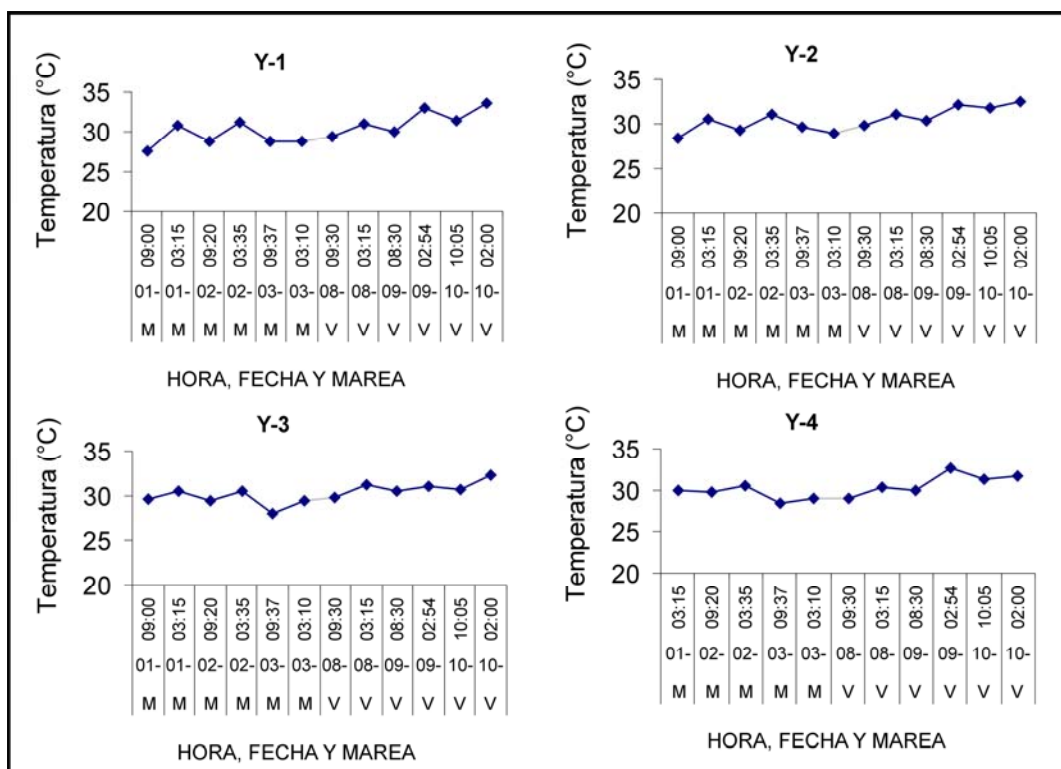 Y-1
Temperatura (°C)
35
30
25
20
09:00 03:15 09:20 03:35 09:37 03:10 09:30 03:15 08:30 02:54 10:05 02:00
01- 01- 02- 02- 03- 03- 08- 08- 09- 09- 10- 10-
M M M M M M V V V V V V
HORA, FECHA Y MAREA
Y-2
Temperatura (°C)
35
30
25
20
09:00 03:15 09:20 03:35 09:37 03:10 09:30 03:15 08:30 02:54 10:05 02:00
01- 01- 02- 02- 03- 03- 08- 08- 09- 09- 10- 10-
M M M M M M V V V V V V
HORA, FECHA Y MAREA
Y-3
Temperatura (°C)
35
30
25
20
09:00 03:15 09:20 03:35 09:37 03:10 09:30 03:15 08:30 02:54 10:05 02:00
01- 01- 02- 02- 03- 03- 08- 08- 09- 09- 10- 10-
M M M M M M V V V V V V
HORA, FECHA Y MAREA
Y-4
Temperatura (°C)
35
30
25
20
03:15 09:20 03:35 09:37 03:10 09:30 03:15 08:30 02:54 10:05 02:00
01- 02- 02- 03- 03- 08- 08- 09- 09- 10- 10-
M M M M M V V V V V V
HORA, FECHA Y MAREA